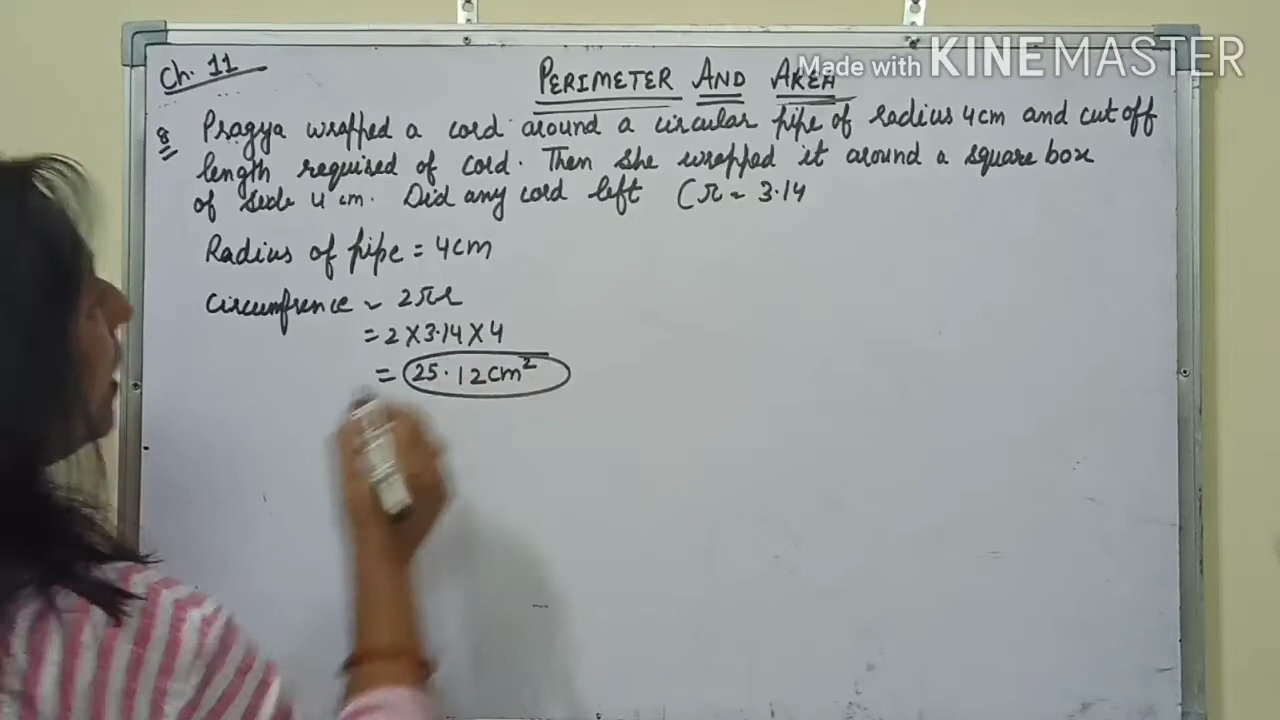 Ch. 11
PERIMETER AND AREA
Made with KINEMASTER
8 Pragya wrapped a cord around a circular pipe of radius 4cm and cut off
length required of cord. Then she wrapped it around a square box
of side 4 cm. Did any cord left (π = 3.14
Radius of pipe = 4cm
Circumfrence = 2πr
= 2 X 3.14 X 4
= 25.12cm²